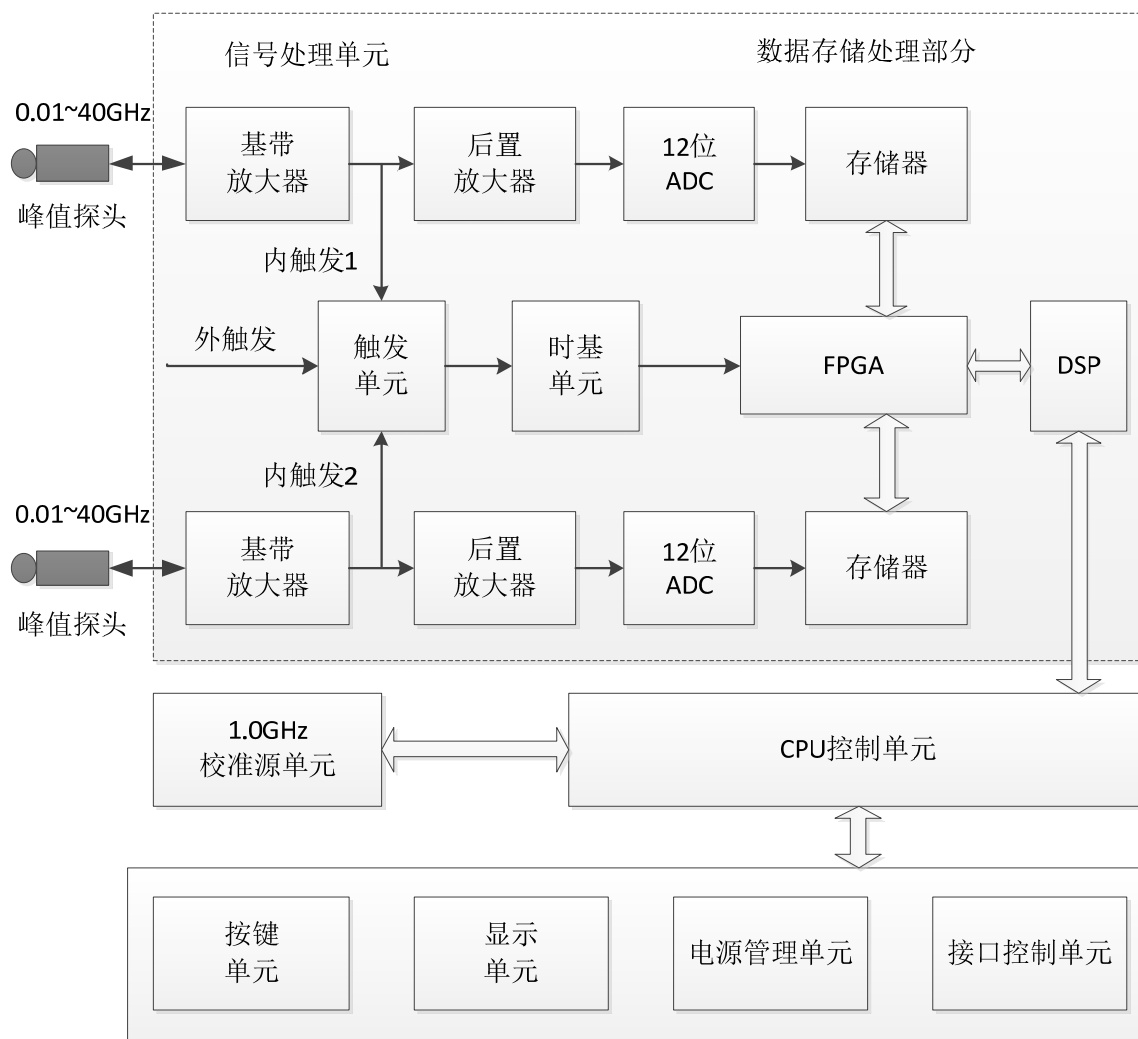 信号处理单元
数据存储处理部分
0.01~40GHz
峰值探头
基带
放大器
后置
放大器
12位
ADC
存储器
内触发1
外触发
触发
单元
时基
单元
FPGA
DSP
内触发2
0.01~40GHz
峰值探头
基带
放大器
后置
放大器
12位
ADC
存储器
1.0GHz
校准源单元
CPU控制单元
按键
单元
显示
单元
电源管理单元
接口控制单元